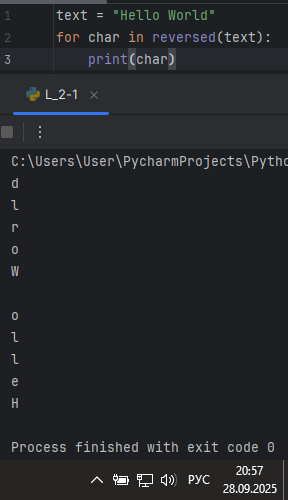 1 text = "Hello World"
2 for char in reversed(text):
3 print(char)
L_2-1
C:\Users\User\PycharmProjects\Pytho
d
l
r
o
W
o
l
l
e
H
Process finished with exit code 0
РУС
20:57
28.09.2025